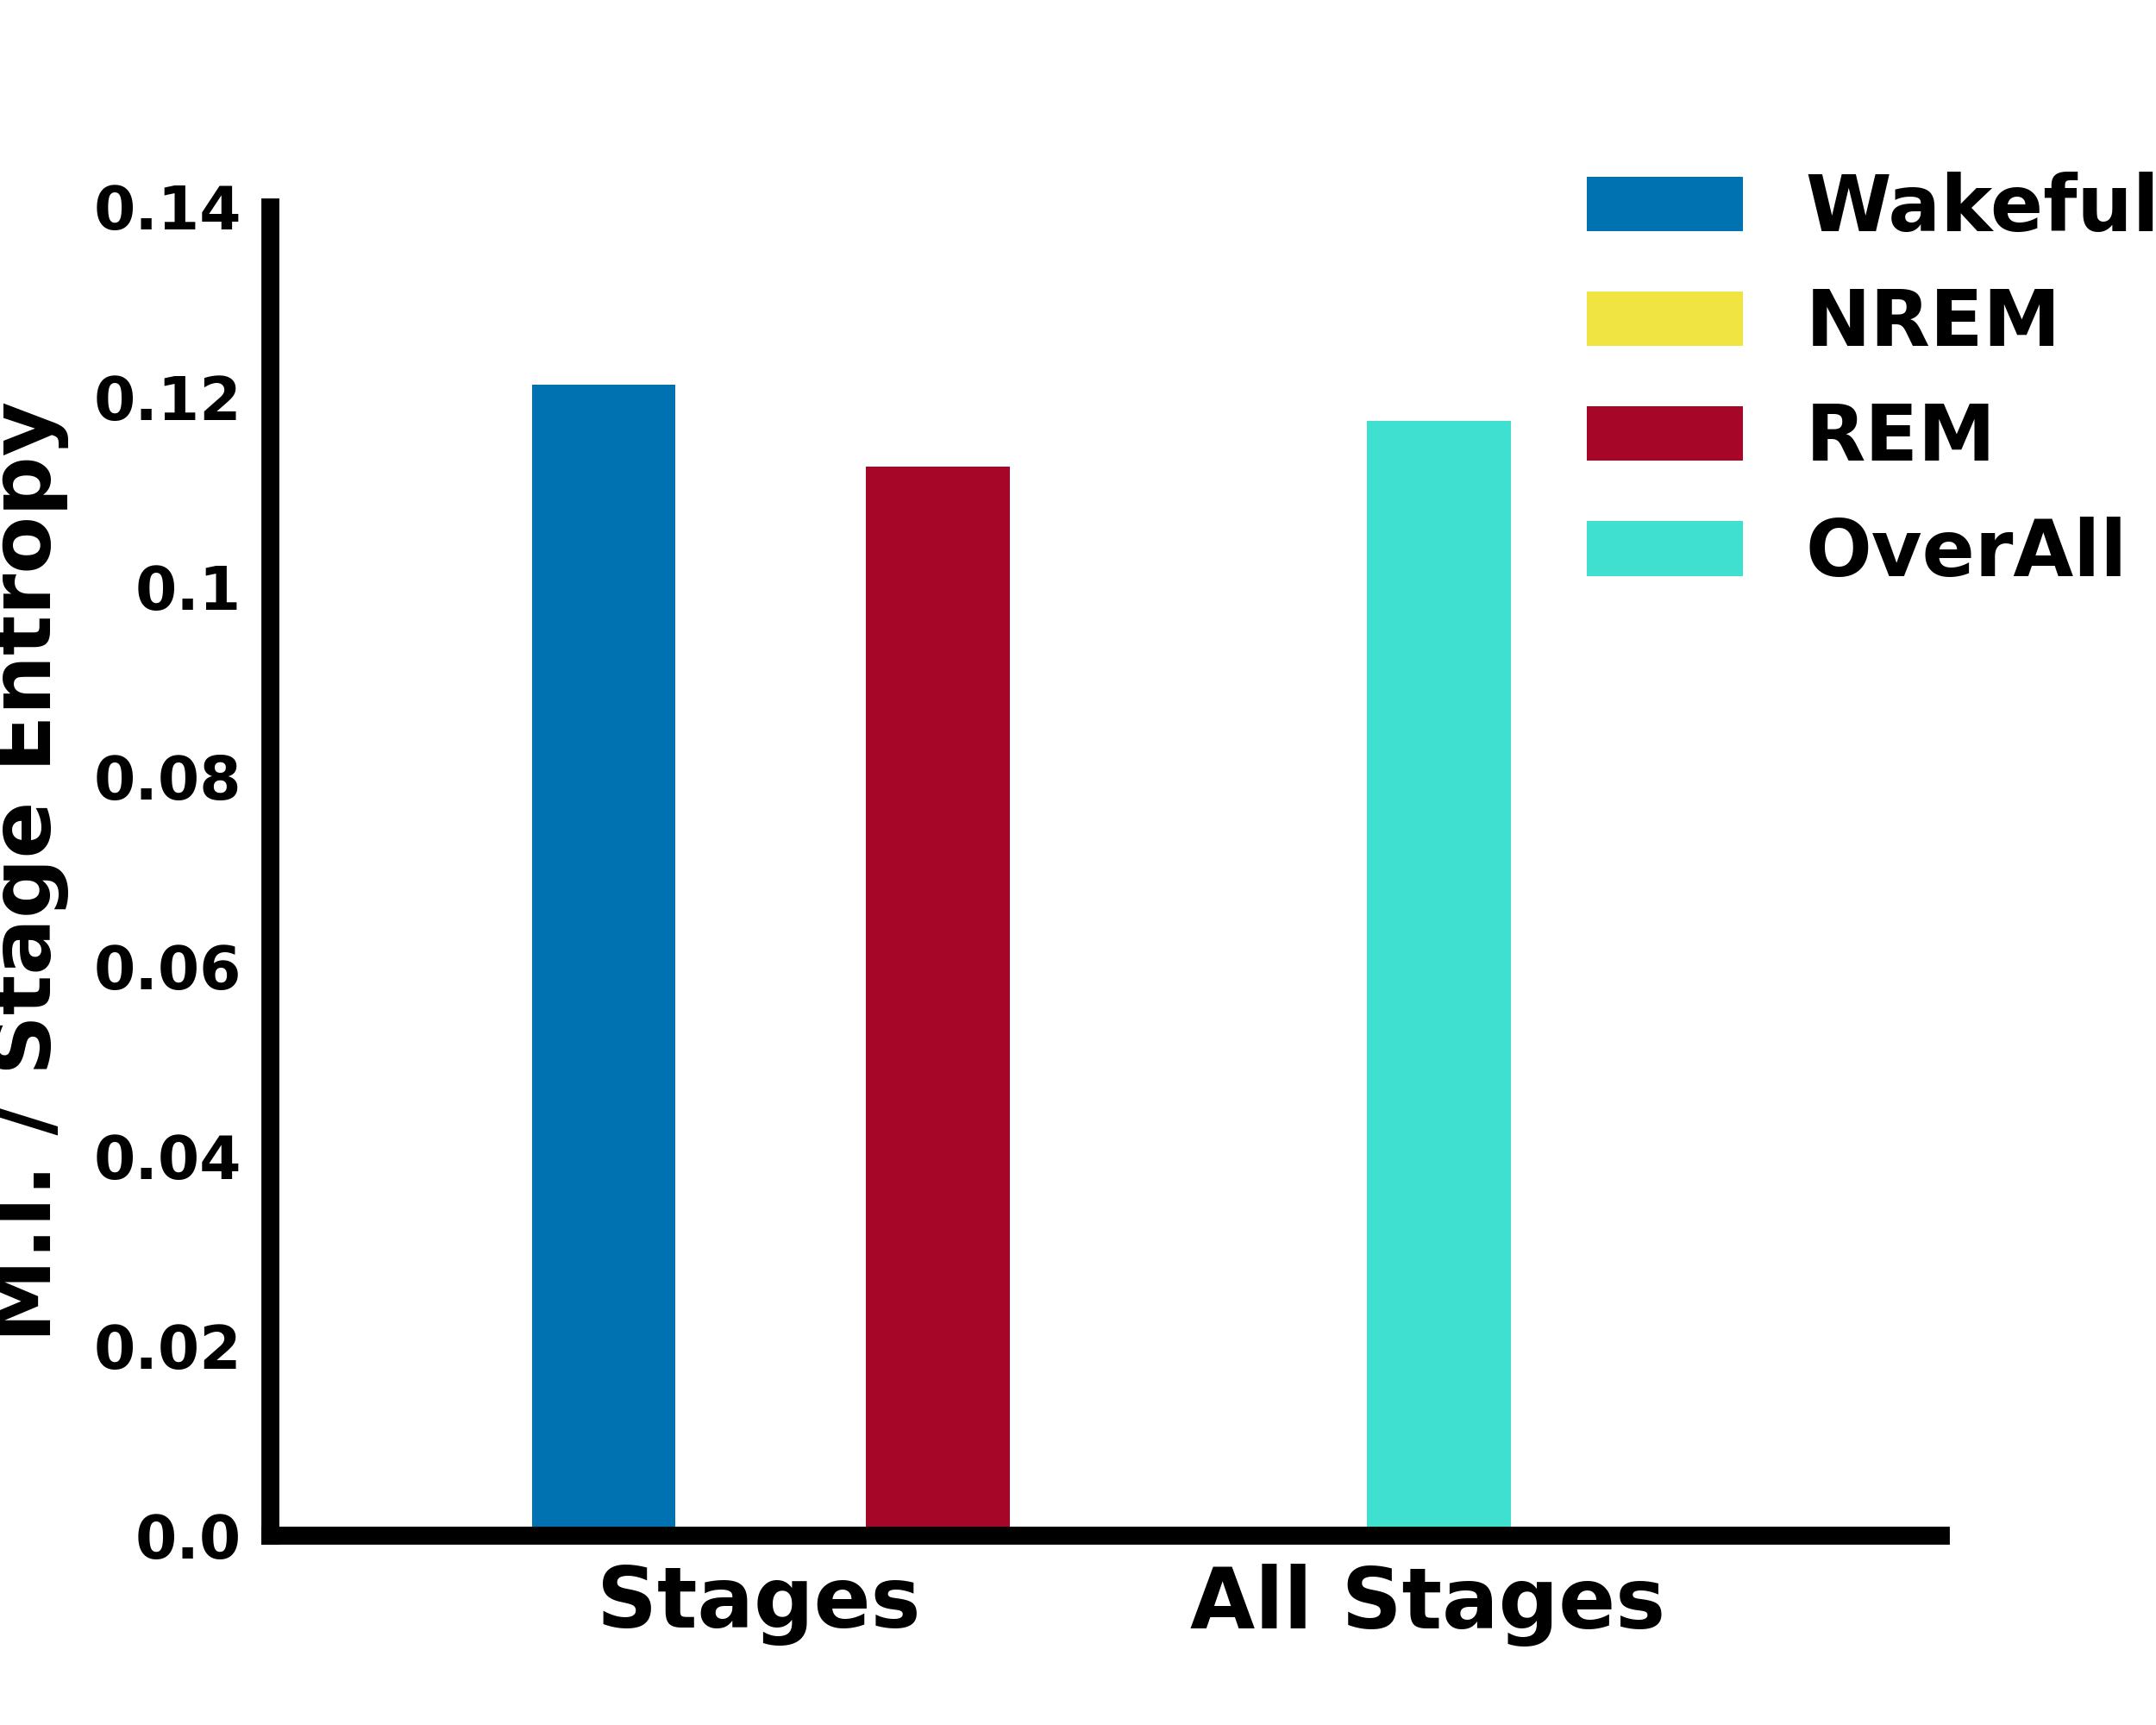 M.I. / Stage Entropy
0.14
0.12
0.1
0.08
0.06
0.04
0.02
0.0
Stages
All Stages
Wakeful
NREM
REM
OverAll